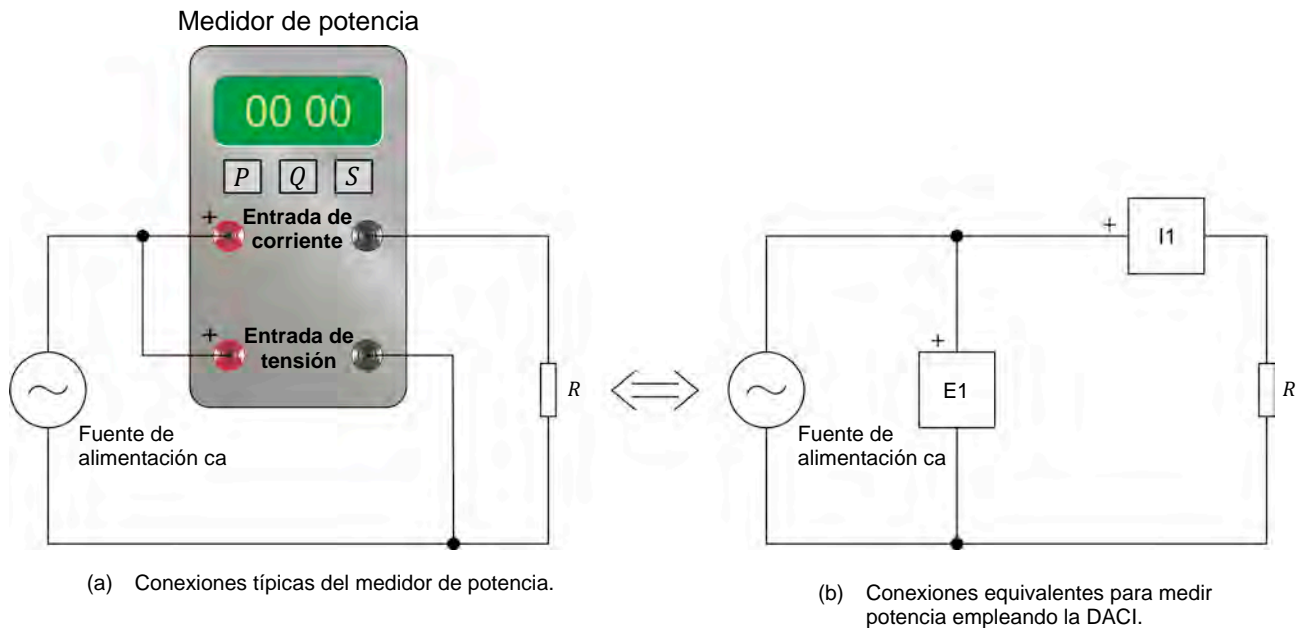 Medidor de potencia
00 00
P Q S
+ Entrada de
corriente
+ Entrada de
tensión
R
Fuente de
alimentación ca
(a) Conexiones típicas del medidor de potencia.
+ I1
+
E1
R
Fuente de
alimentación ca
(b) Conexiones equivalentes para medir
potencia empleando la DACI.